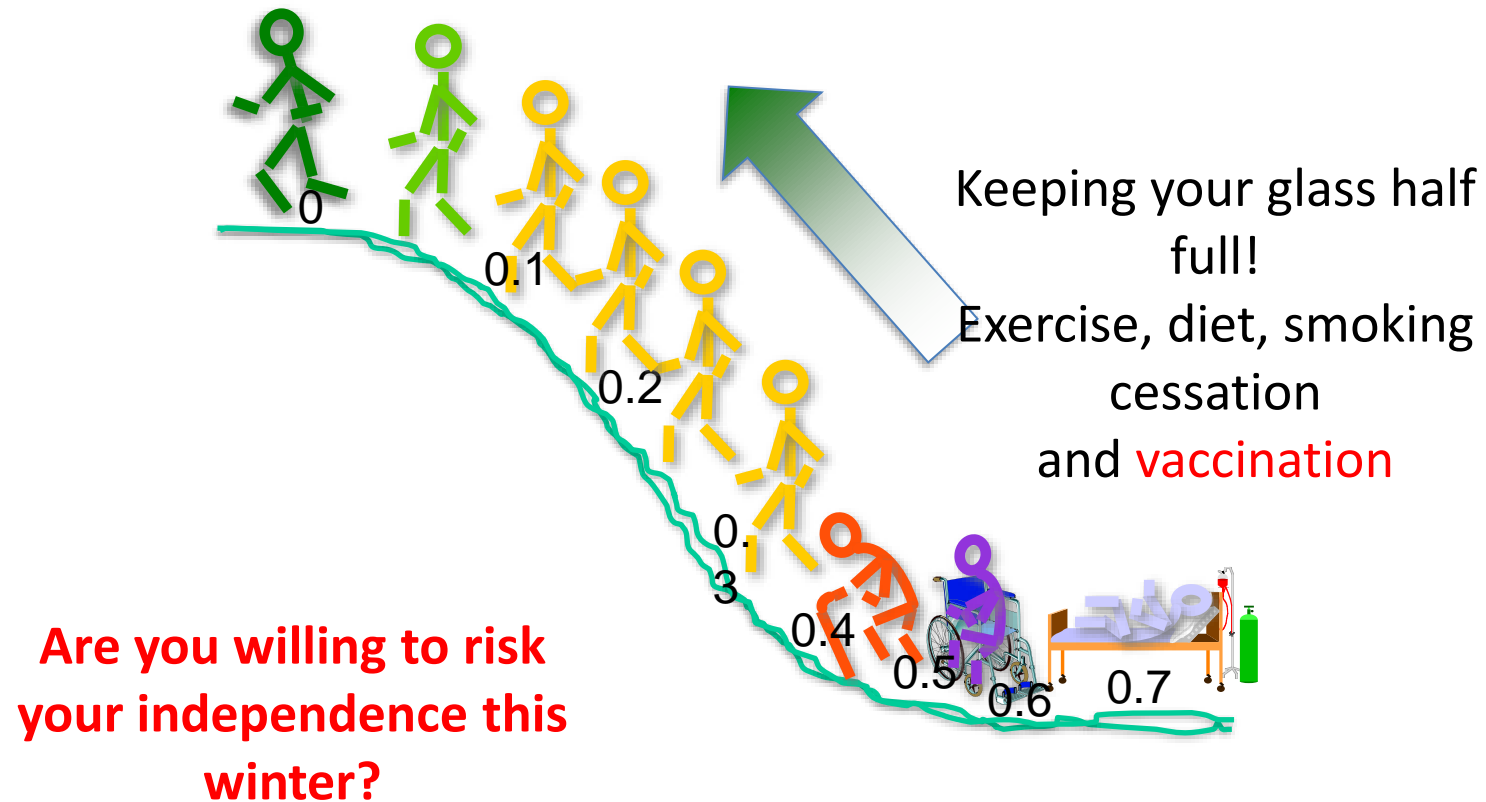 0
0.1
0.2
0.
3
0.4
0.5
0.6
0.7
Keeping your glass half
full!
Exercise, diet, smoking
cessation
and vaccination
Are you willing to risk
your independence this
winter?